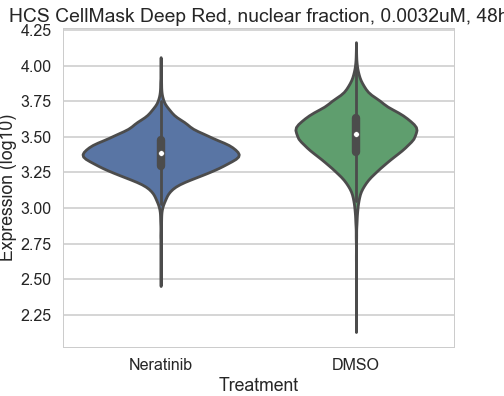 HCS CellMask Deep Red, nuclear fraction, 0.0032uM, 48h
4.25
4.00
3.75
3.50
3.25
3.00
2.75
2.50
2.25
Expression (log10)
Neratinib DMSO
Treatment